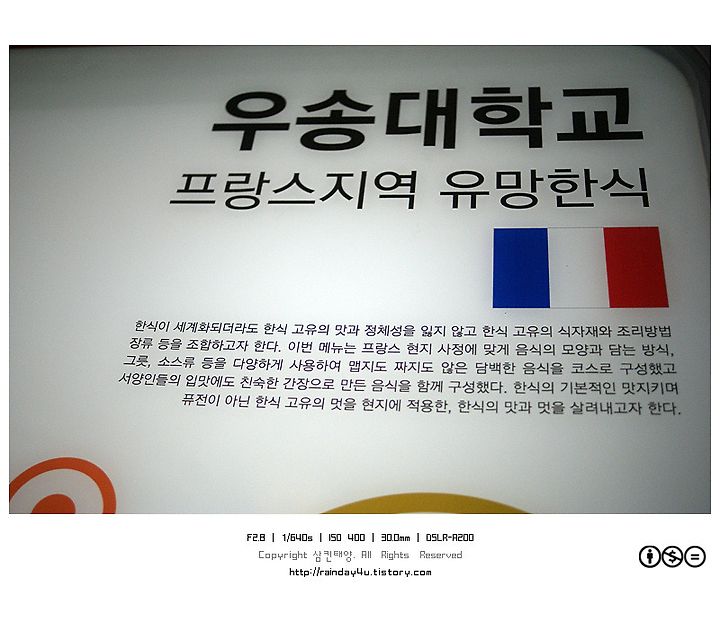 우송대학교
프랑스지역 유망한식
한식이 세계화되더라도 한식 고유의 맛과 정체성을 잃지 않고 한식 고유의 식자재와 조리방법
장류 등을 조합하고자 한다. 이번 메뉴는 프랑스 현지 사정에 맞게 음식의 모양과 담는 방식,
그릇, 소스류 등을 다양하게 사용하여 맵지도 짜지도 않은 담백한 음식을 코스로 구성했고
서양인들의 입맛에도 친숙한 간장으로 만든 음식을 함께 구성했다. 한식의 기본적인 맛지키며
퓨전이 아닌 한식 고유의 멋을 현지에 적용한, 한식의 맛과 멋을 살려내고자 한다.
F2.8 | 1/640s | ISO 400 | 30.0mm | DSLR-A200
Copyright 삼킨태양. All Rights Reserved
http://rainday4u.tistory.com